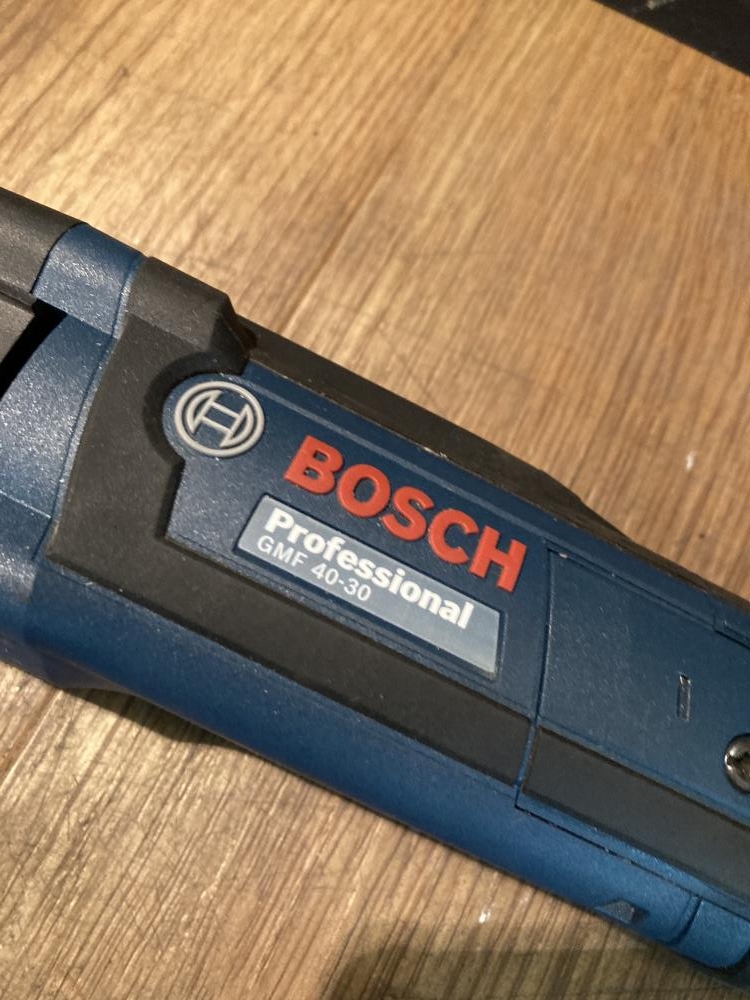 BOSCH
Professional
GMF 40-30